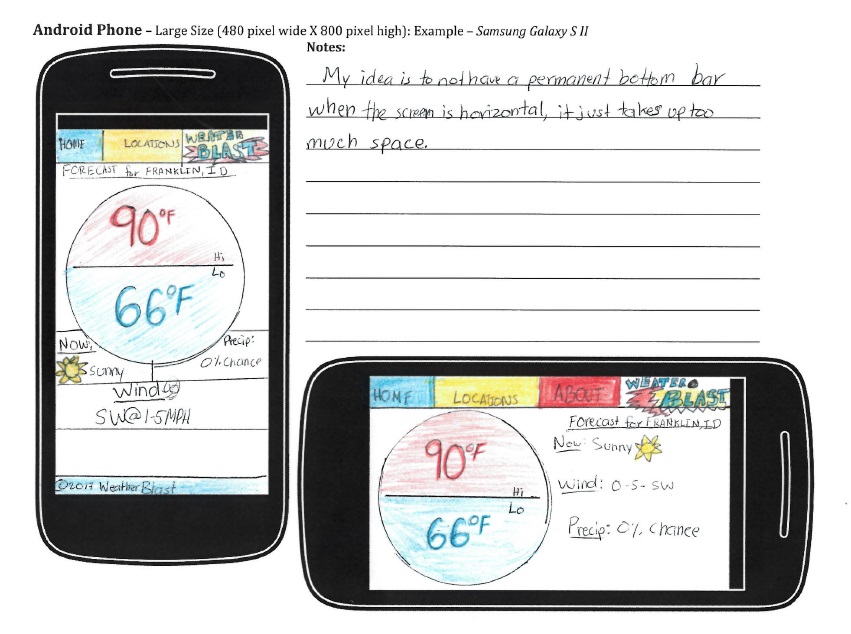 Android Phone – Large Size (480 pixel wide X 800 pixel high): Example – Samsung Galaxy S II
Notes:
My idea is to not have a permanent bottom bar
when the screen is horizontal, it just takes up too
much space.
HOME
LOCATIONS
WEATER
BLAST
FORECAST for FRANKLIN, ID
90°F
Hi
Lo
66°F
Now:
Sunny
Precip:
0% Chance
Wind
SW@1-5MPH
©2017 WeatherBlast
HOME
LOCATIONS
ABOUT
WEATER
BLAST
Forecast for FRANKLIN, ID
90°F
Hi
Lo
66°F
Now: Sunny
Wind: 0-5-SW
Precip: 0% Chance